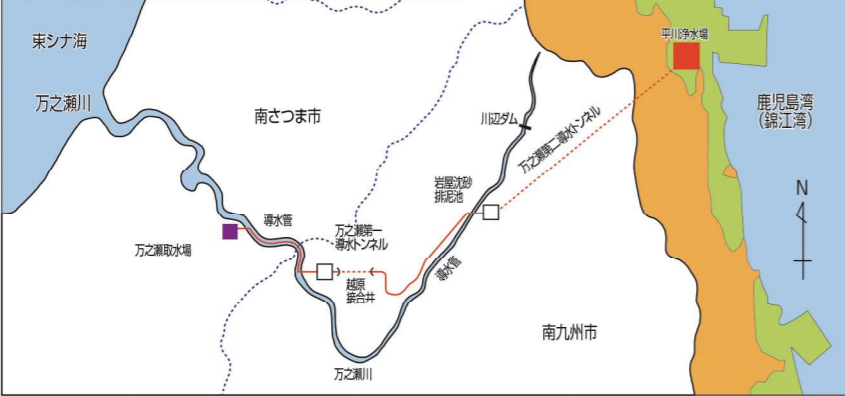 東シナ海
万之瀬川
南さつま市
平川浄水場
鹿児島湾
(錦江湾)
川辺ダム
万之瀬第二導水トンネル
岩屋沈砂
排泥池
N
導水管
万之瀬第一
導水トンネル
万之瀬取水場
越原
接合井
導水管
南九州市
万之瀬川